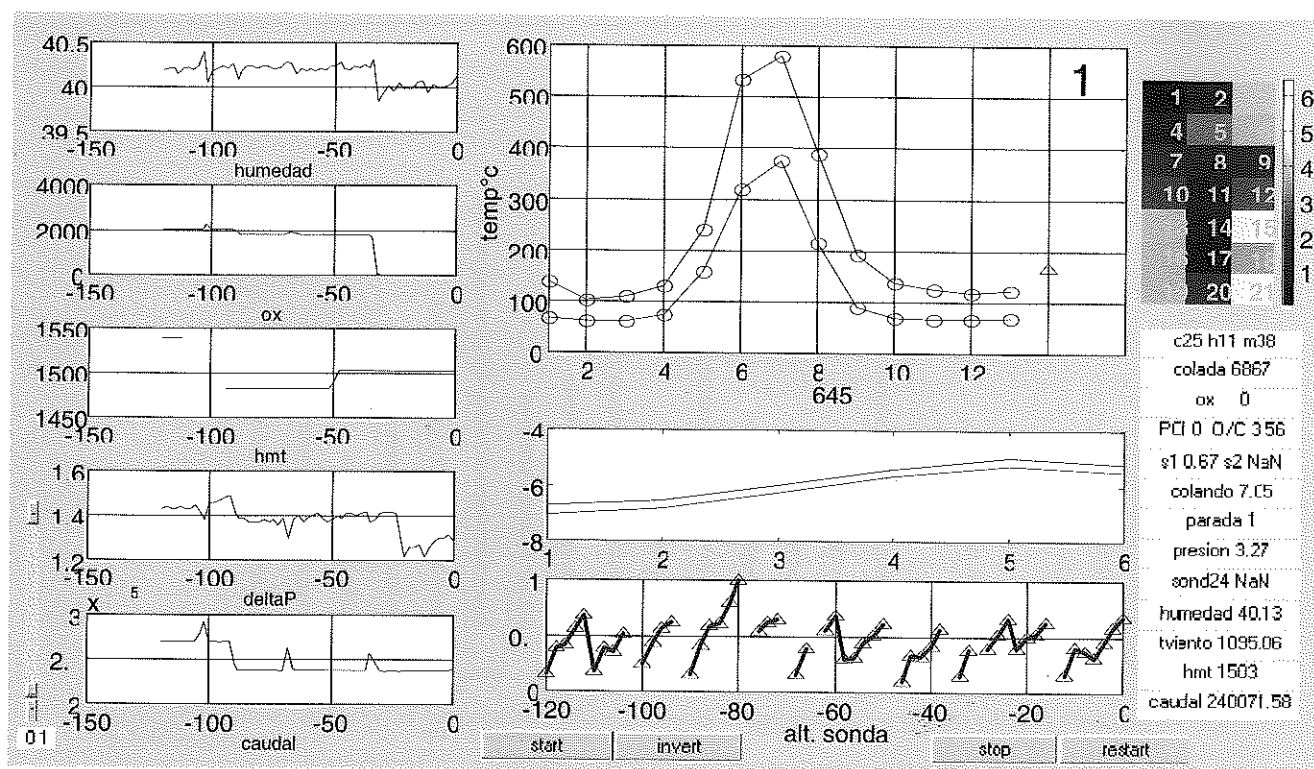 40.5
40
39.5
-150 -100 -50 0
humedad
4000
2000
0
-150 -100 -50 0
ox
1550
1500
1450
-150 -100 -50 0
hmt
1.6
1.4
1.2
-150 -100 -50 0
deltaP
x 5
3
2.
2
-150 -100 -50 0
caudal
01
temp°c
600
500
400
300
200
100
0
2 4 6 8 10 12
645
1
-4
-6
-8
1 2 3 4 5 6
1
0.
0
-120 -100 -80 -60 -40 -20 0
alt. sonda
start invert stop restart
1 2
4 5
7 8 9
10 11 12
14 15
17
20 21
6
5
4
3
2
1
c25 h11 m38
colada 6867
ox 0
PCI 0 O/C 356
s1 0.67 s2 NaN
colando 7.05
parada 1
presion 3.27
sond24 NaN
humedad 40.13
tviento 1095.06
hmt 1503
caudal 240071.58